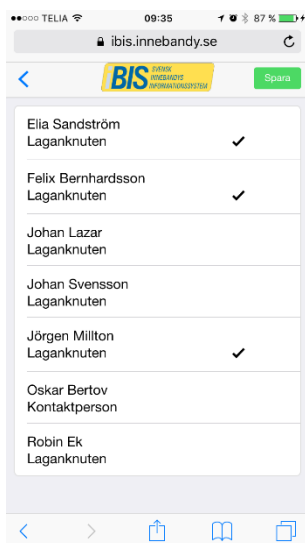 TELIA 09:35 87 %
ibis.innebandy.se
IBIS SVENSK
INNEBANDYS
INFORMATIONSSYSTEM
Spara
Elia Sandström
Laganknuten
Felix Bernhardsson
Laganknuten
Johan Lazar
Laganknuten
Johan Svensson
Laganknuten
Jörgen Millton
Laganknuten
Oskar Bertov
Kontaktperson
Robin Ek
Laganknuten